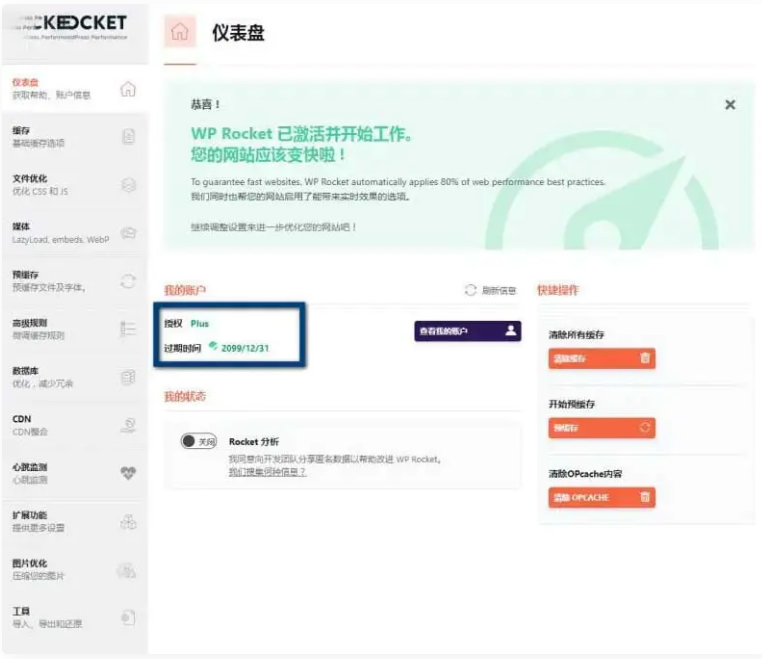 仪表盘
仪表盘
获取帮助、账户信息
缓存
基础缓存选项
文件优化
优化 CSS 和 JS
媒体
LazyLoad, embeds, WebP
预缓存
预缓存文件及字体。
高级规则
微调缓存规则
数据库
优化，减少冗余
CDN
CDN整合
心跳监测
心跳监测
扩展功能
提供更多设置
图片优化
压缩您的图片
工具
导入、导出和还原
恭喜！
WP Rocket 已激活并开始工作。
您的网站应该变快啦！
To guarantee fast websites, WP Rocket automatically applies 80% of web performance best practices.
我们同时也帮您的网站启用了能带来实时效果的选项。
继续调整设置来进一步优化您的网站吧！
我的账户
刷新信息
授权 Plus
过期时间 2099/12/31
查看我的账户
我的状态
关闭 Rocket 分析
我同意向开发团队分享匿名数据以帮助改进 WP Rocket。
我们搜集何种信息？
快捷操作
清除所有缓存
清除缓存
开始预缓存
预缓存
清除OPcache内容
清除 OPCACHE